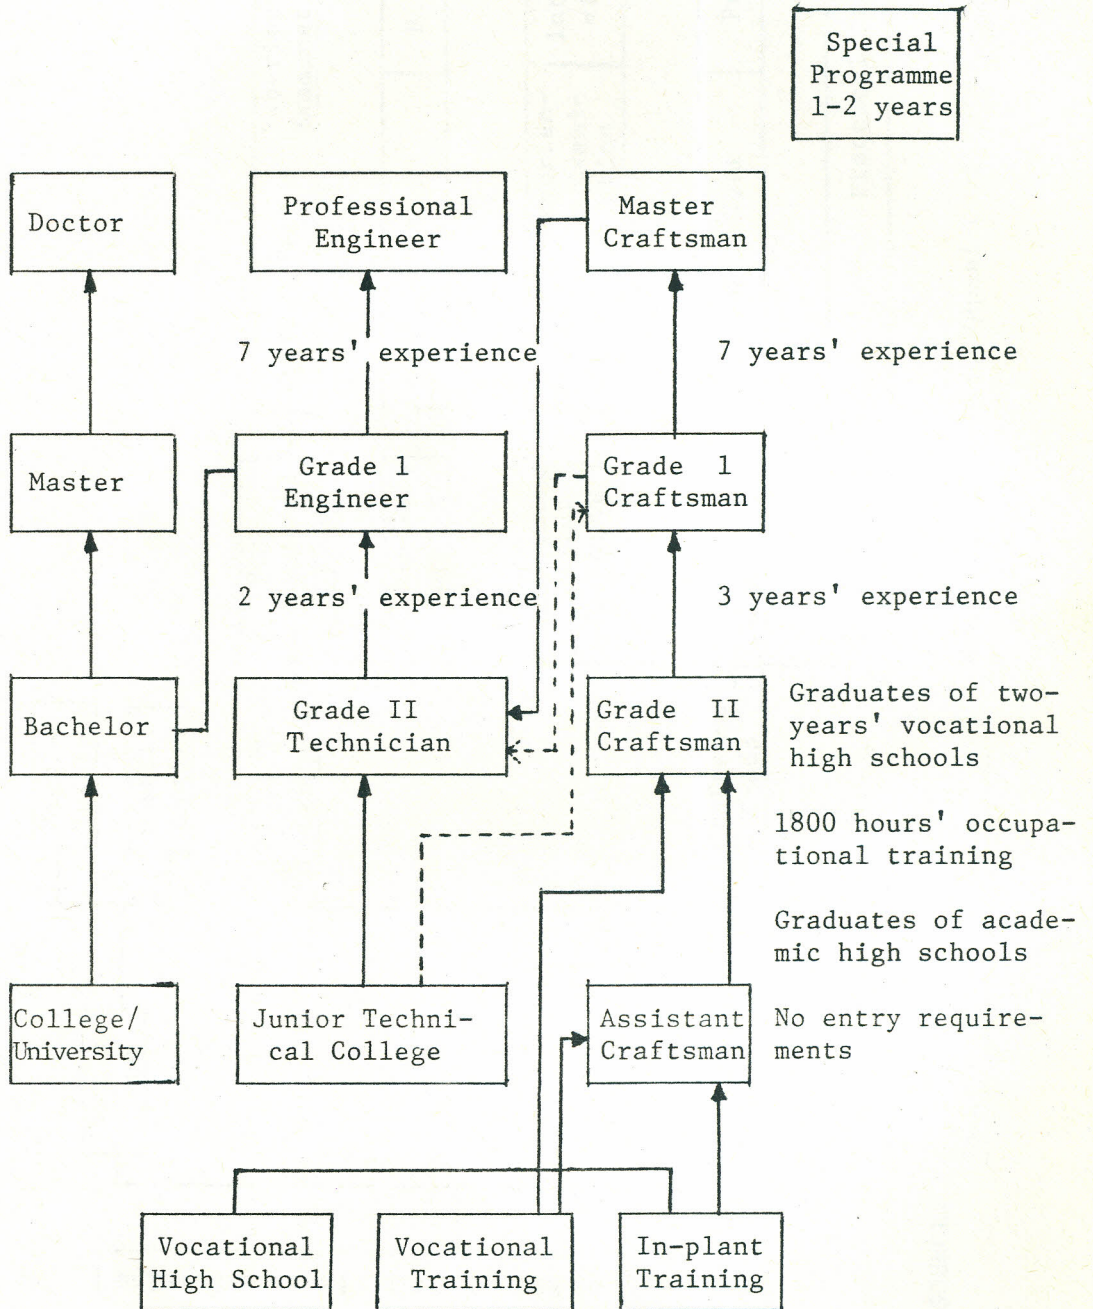 Special
Programme
1-2 years
Doctor
Professional
Engineer
Master
Craftsman
7 years' experience
7 years' experience
Master
Grade 1
Engineer
Grade 1
Craftsman
2 years' experience
3 years' experience
Bachelor
Grade II
Technician
Grade II
Craftsman
Graduates of two-
years' vocational
high schools
1800 hours' occupa-
tional training
Graduates of acade-
mic high schools
College/
University
Junior Techni-
cal College
Assistant
Craftsman
No entry require-
ments
Vocational
High School
Vocational
Training
In-plant
Training